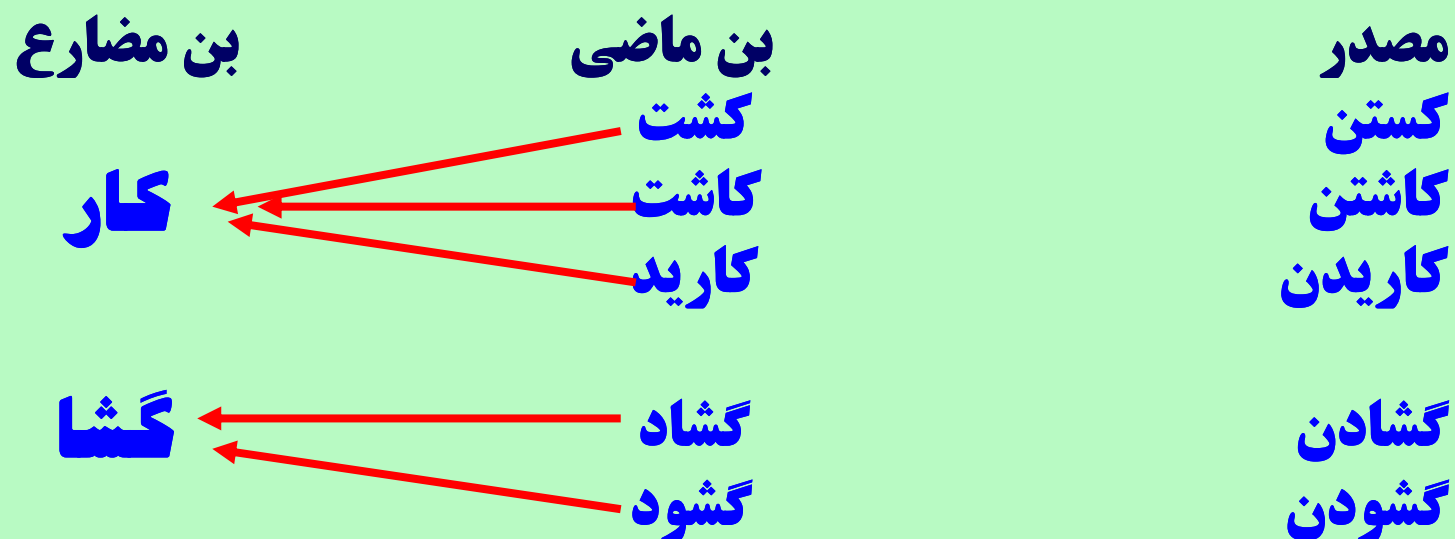 مصدر بن ماضی بن مضارع
کستن کشت
کاشتن کاشت کار
کاریدن کارید
گشادن گشاد گشا
گشودن گشود